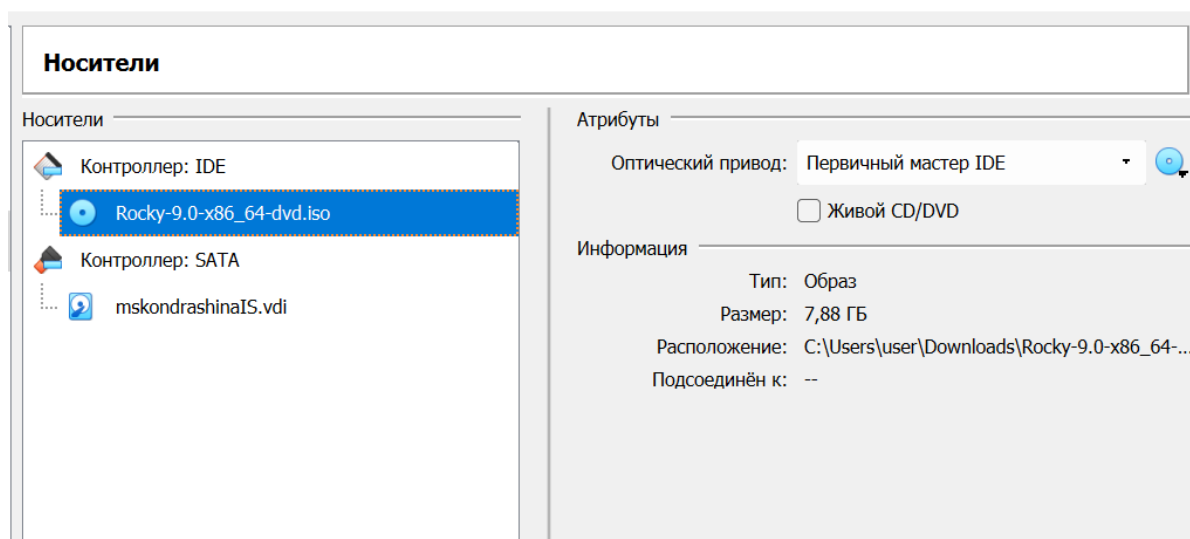 Носители
Носители
Контроллер: IDE
Rocky-9.0-x86_64-dvd.iso
Контроллер: SATA
mskondrashinaIS.vdi
Атрибуты
Оптический привод: Первичный мастер IDE
Живой CD/DVD
Информация
Тип: Образ
Размер: 7,88 ГБ
Расположение: C:\Users\user\Downloads\Rocky-9.0-x86_64-...
Подсоединён к: --